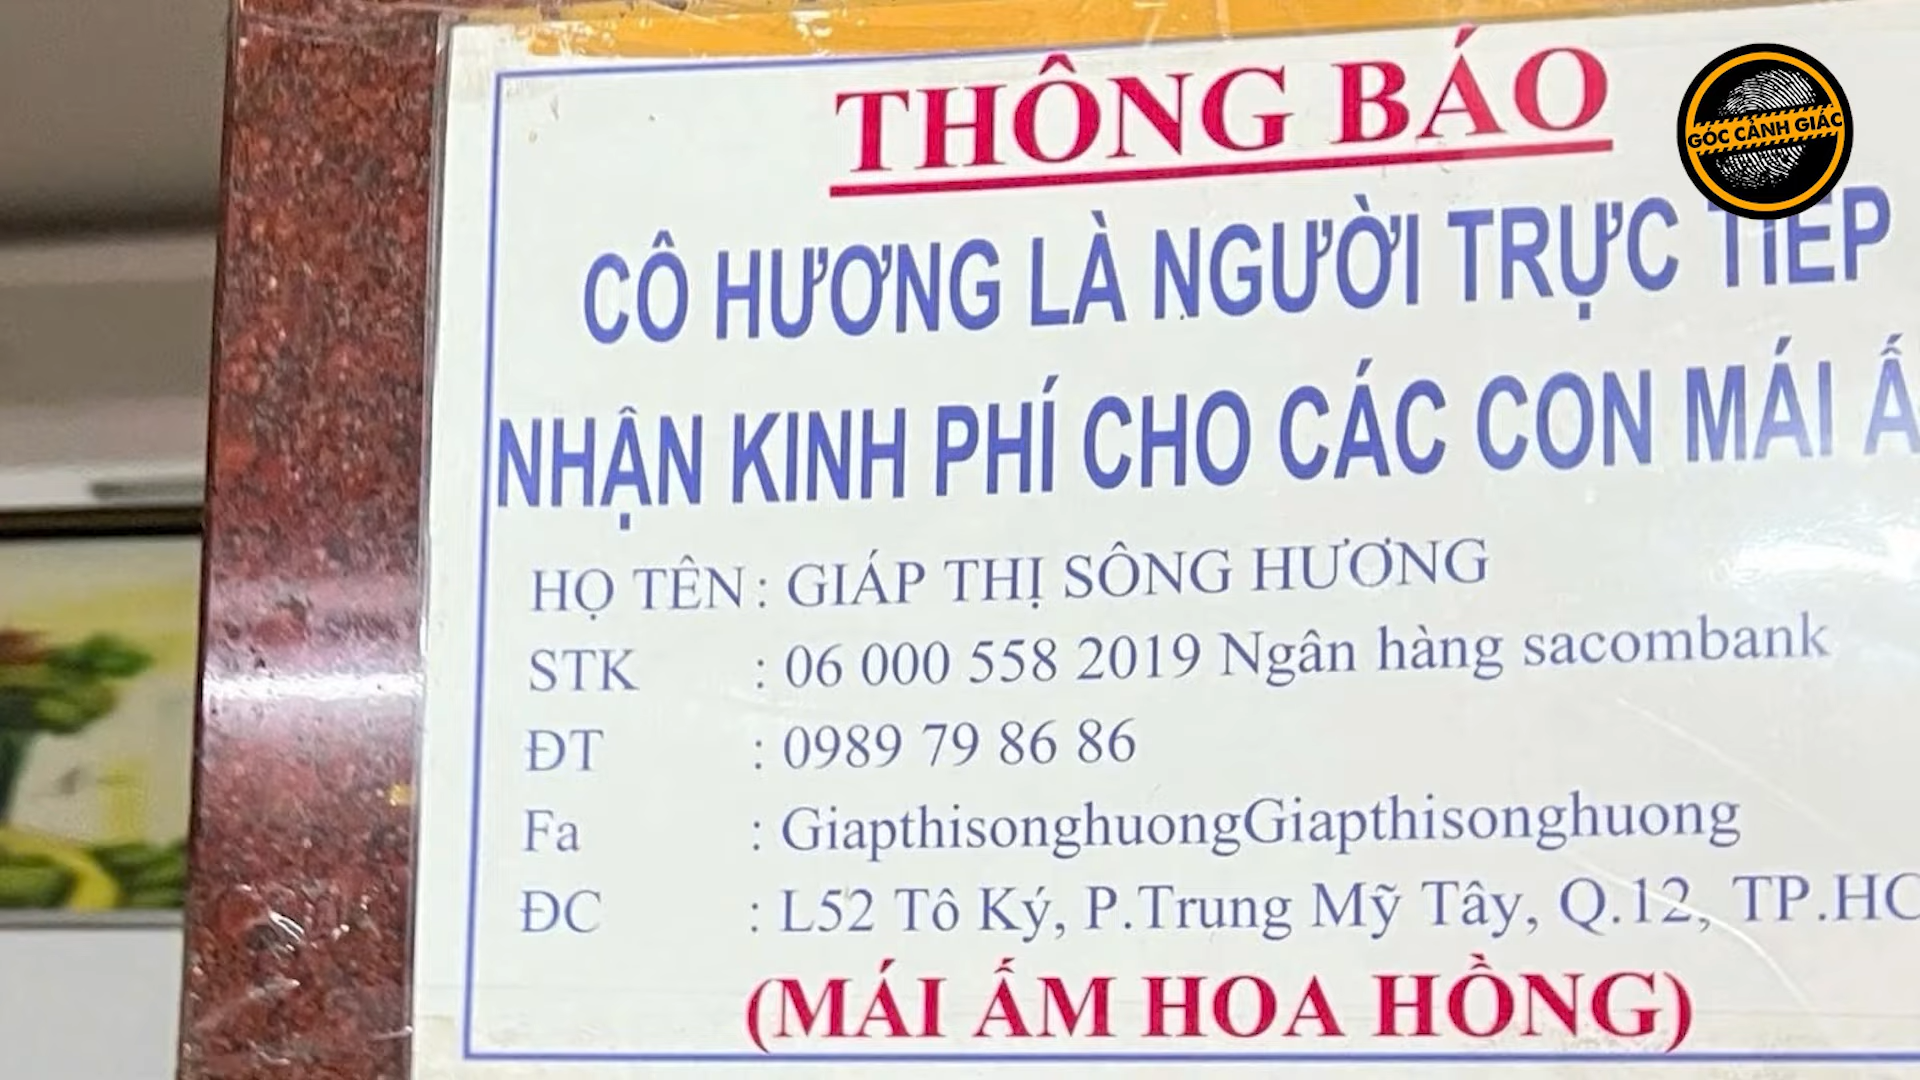 THÔNG BÁO
GÓC CẢNH GIÁC
CÔ HƯƠNG LÀ NGƯỜI TRỰC TIẾP
NHẬN KINH PHÍ CHO CÁC CON MÁI
HỌ TÊN: GIÁP THỊ SÔNG HƯƠNG
STK : 06 000 558 2019 Ngân hàng sacombank
ĐT : 0989 79 86 86
Fa : GiapthisonghuongGiapthisonghuong
ĐC : L52 Tô Ký, P.Trung Mỹ Tây, Q.12, TP.HC
(MÁI ẤM HOA HỒNG)